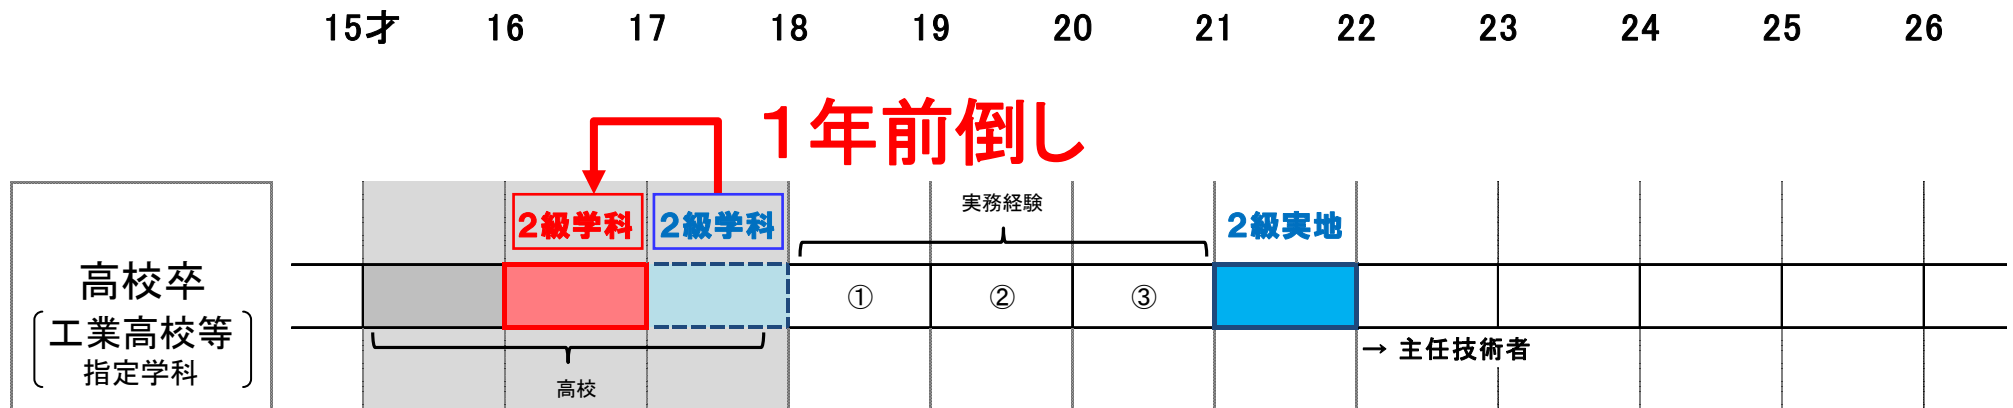 15才 16 17 18 19 20 21 22 23 24 25 26
1年前倒し
2級学科 2級学科 実務経験 2級実地
高校卒
工業高校等
指定学科
① ② ③
→ 主任技術者
高校